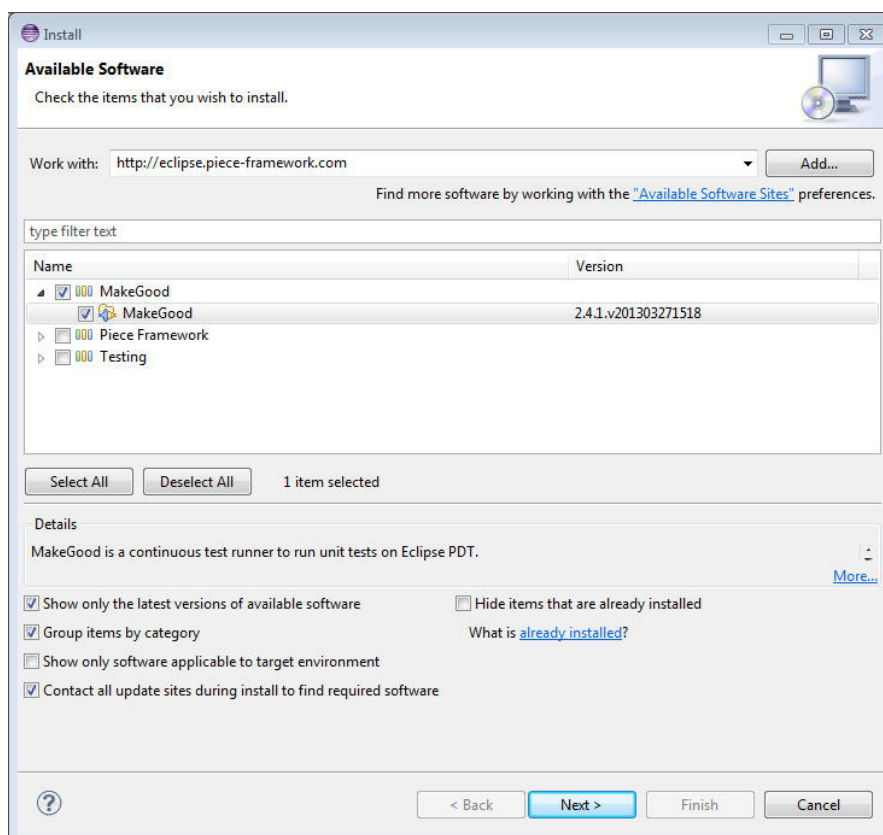 Install
Available Software
Check the items that you wish to install.
Work with: http://eclipse.piece-framework.com Add...
Find more software by working with the "Available Software Sites" preferences.
type filter text
Name Version
MakeGood
MakeGood 2.4.1.v201303271518
Piece Framework
Testing
Select All Deselect All 1 item selected
Details
MakeGood is a continuous test runner to run unit tests on Eclipse PDT.
More...
Show only the latest versions of available software Hide items that are already installed
Group items by category What is already installed?
Show only software applicable to target environment
Contact all update sites during install to find required software
? < Back Next > Finish Cancel